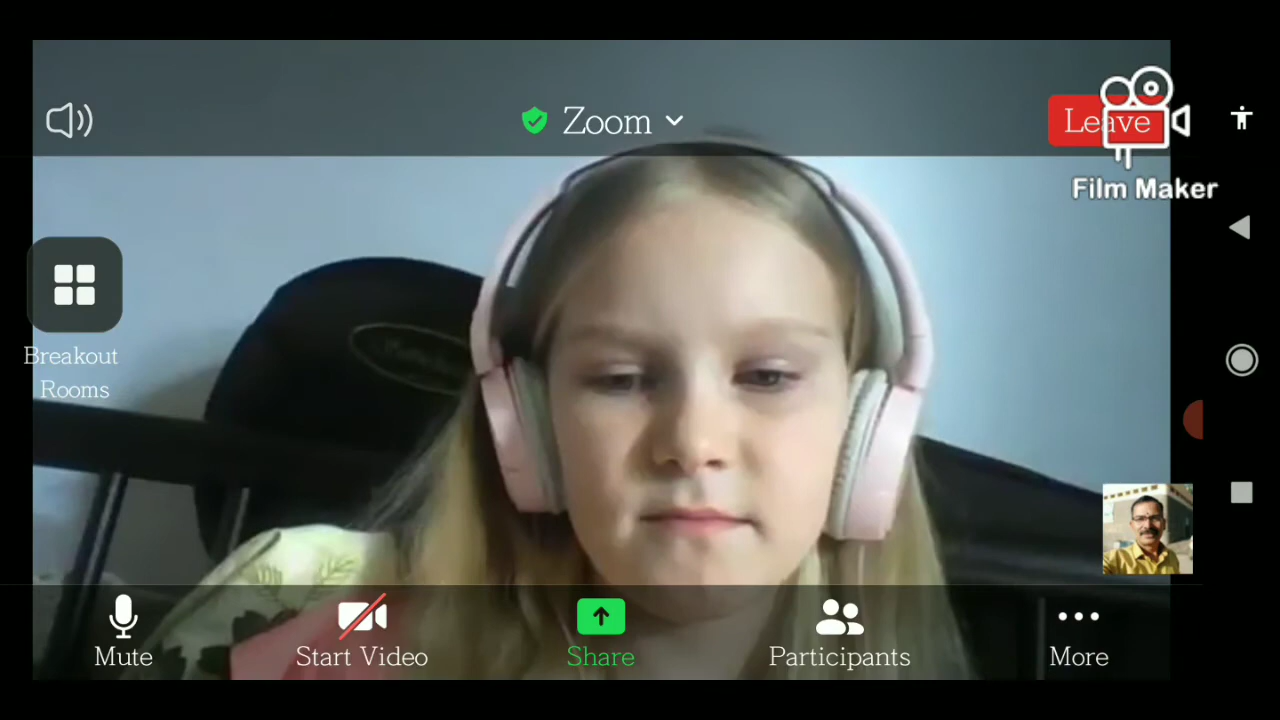 Zoom
Leave
Film Maker
Breakout
Rooms
Mute
Start Video
Share
Participants
More